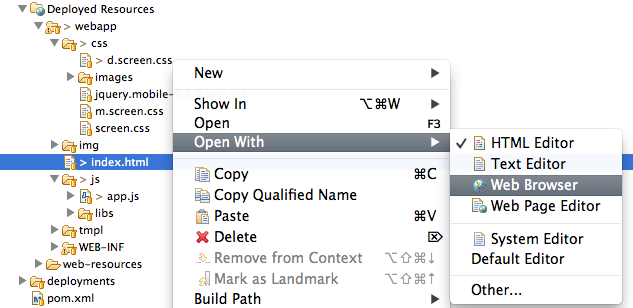 Deployed Resources
> webapp
> css
> d.screen.css
images
jquery.mobile-
m.screen.css
screen.css
img
> index.html
> js
> app.js
libs
tmpl
WEB-INF
web-resources
deployments
pom.xml
New
Show In ⌥⌘W
Open F3
Open With
Copy ⌘C
Copy Qualified Name
Paste ⌘V
Delete ⌦
Remove from Context ⌥⇧⌘↓
Mark as Landmark ⌥⇧⌘↑
Build Path
✓ HTML Editor
Text Editor
Web Browser
Web Page Editor
System Editor
Default Editor
Other...